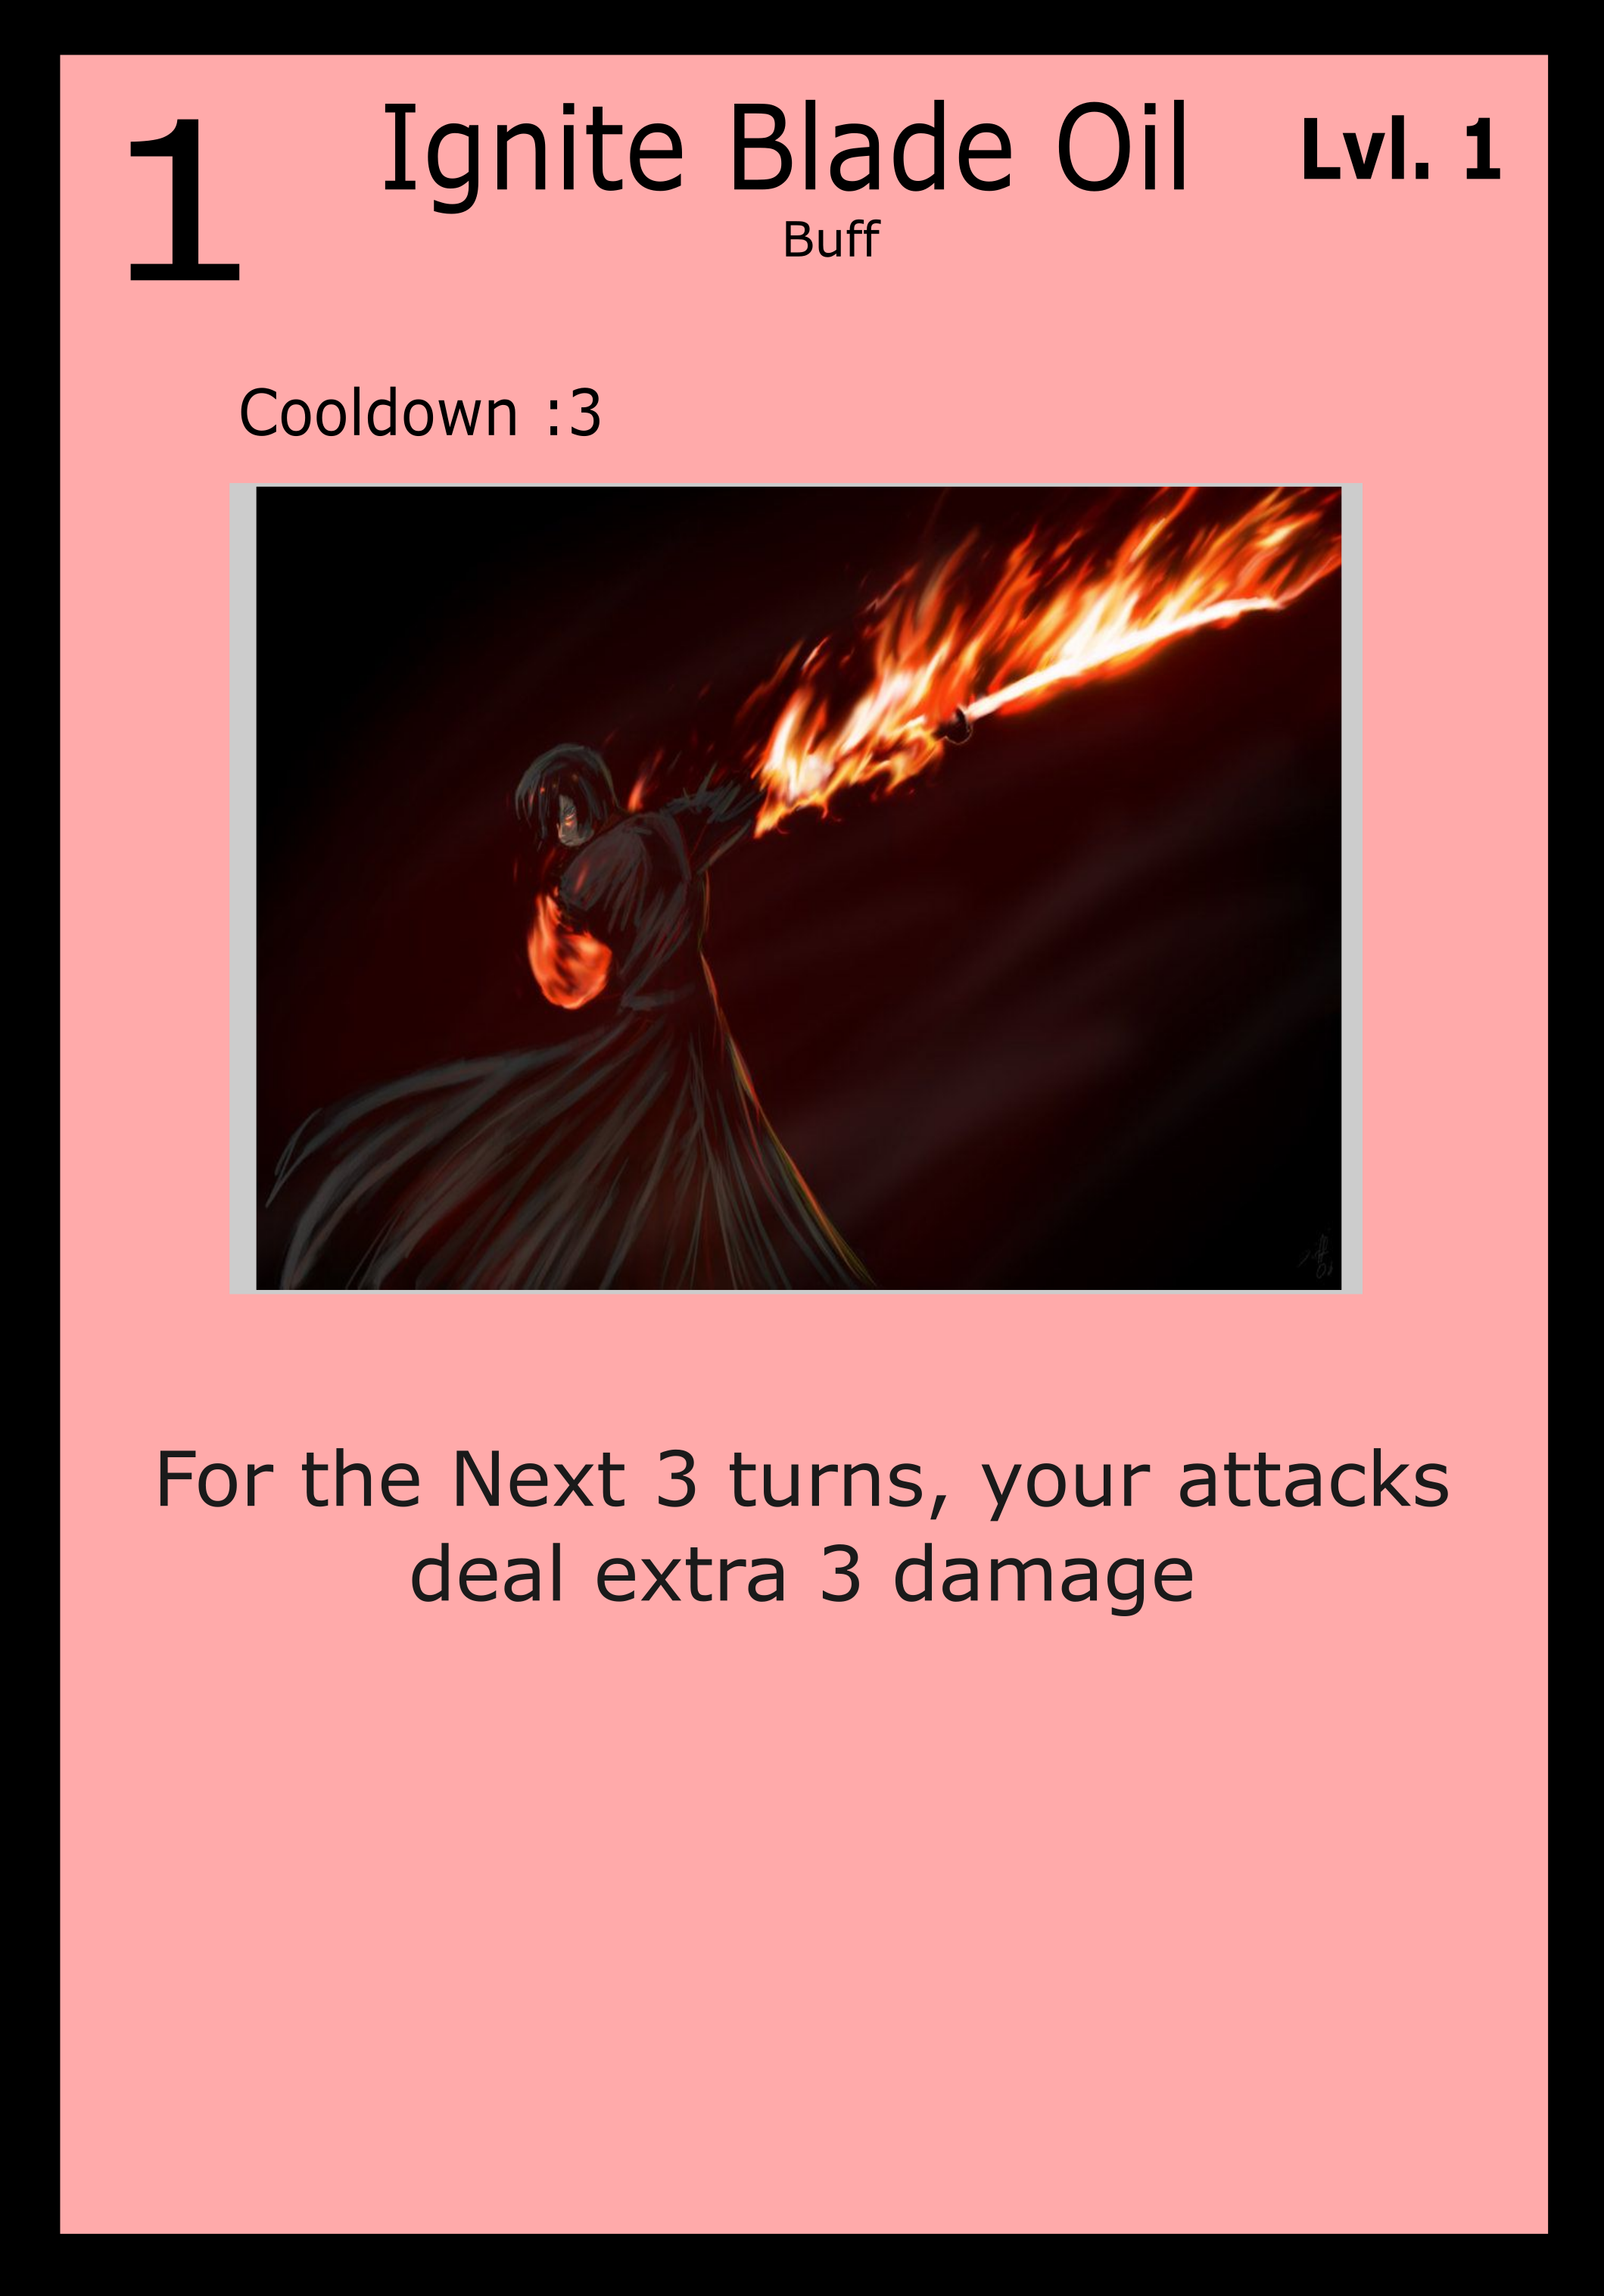 1
Ignite Blade Oil
Lvl. 1
Buff
Cooldown :3
For the Next 3 turns, your attacks
deal extra 3 damage